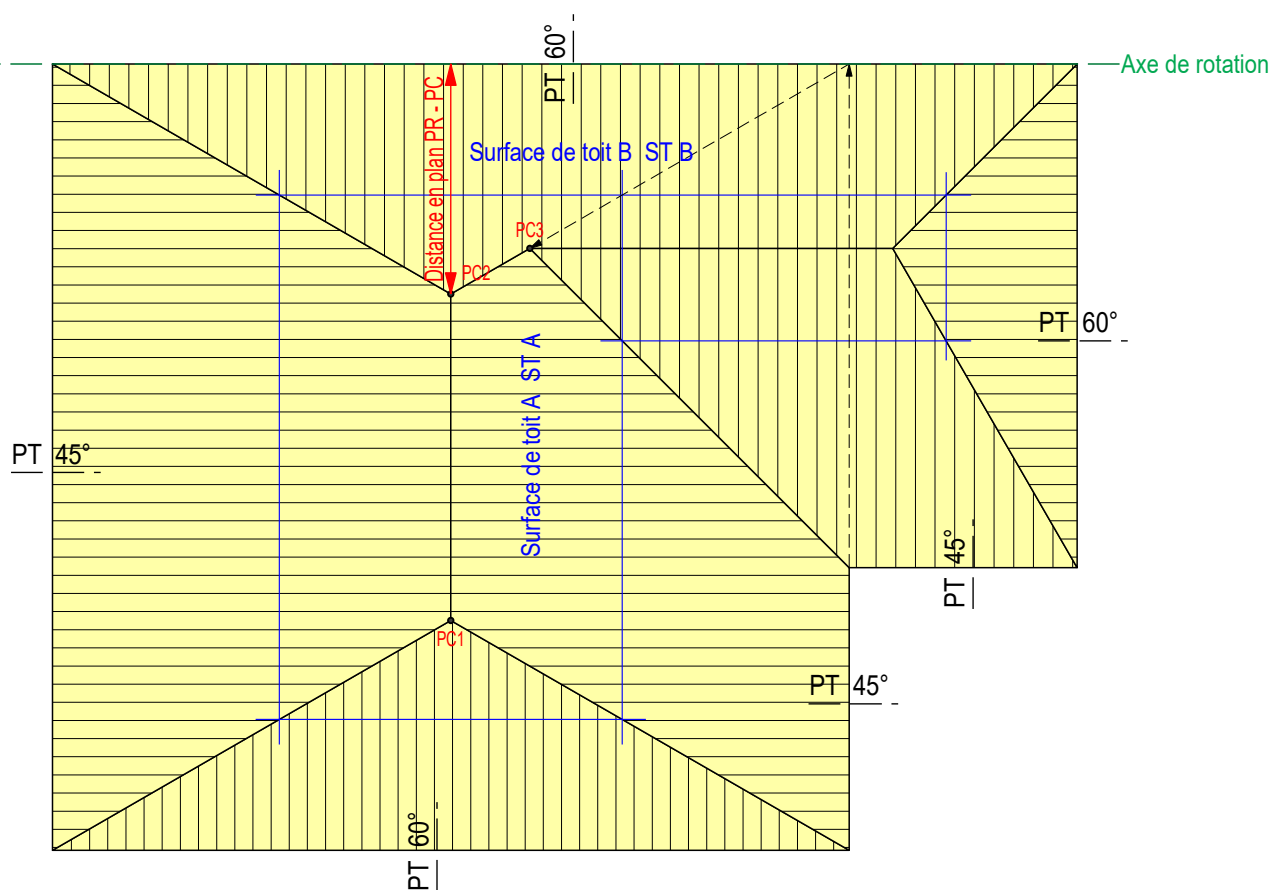 PT 60°
Axe de rotation
Distance en plan PR - PC
Surface de toit B ST B
PC3
PC2
PT 60°
Surface de toit A ST A
PT 45°
PT 45°
PC1
PT 45°
PT 60°